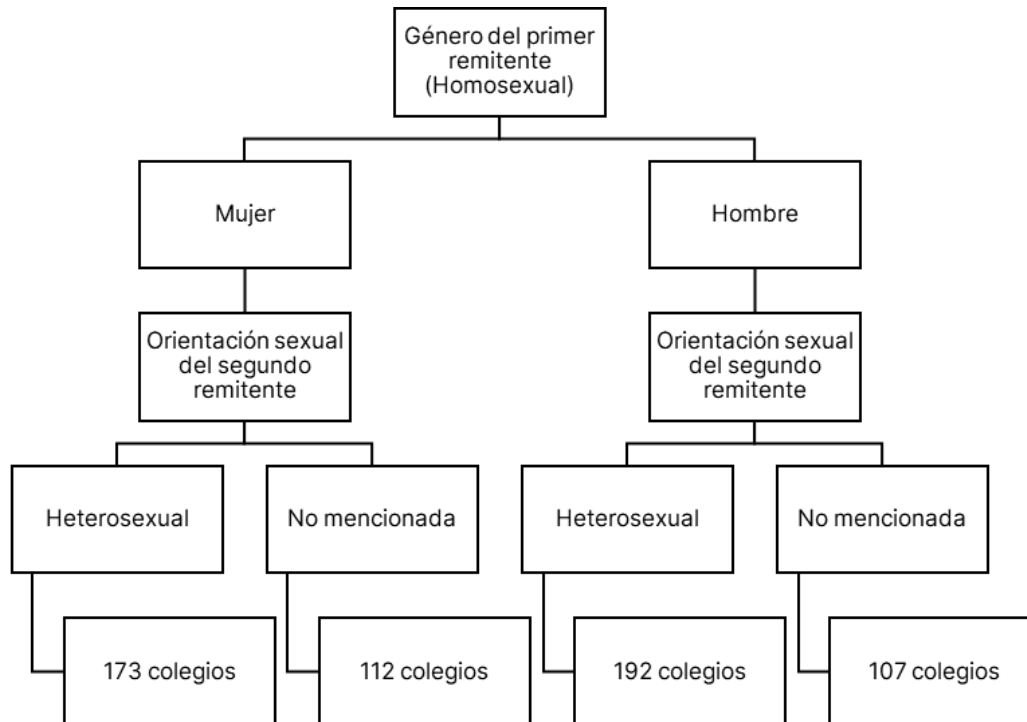 Género del primer
remitente
(Homosexual)
Mujer
Hombre
Orientación sexual
del segundo
remitente
Orientación sexual
del segundo
remitente
Heterosexual
No mencionada
Heterosexual
No mencionada
173 colegios
112 colegios
192 colegios
107 colegios